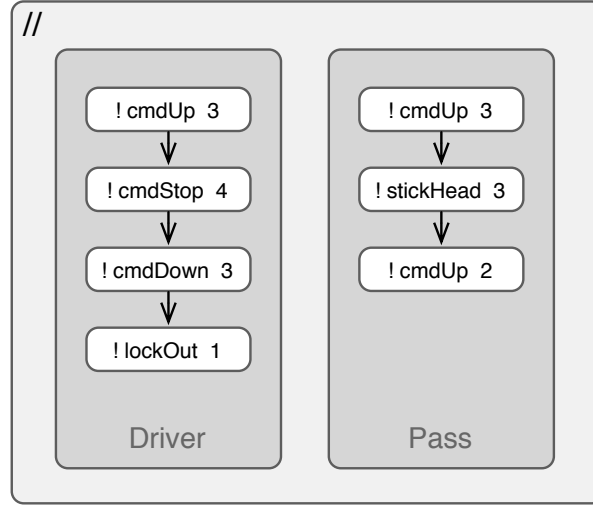 //
! cmdUp 3
! cmdStop 4
! cmdDown 3
! lockOut 1
Driver
! cmdUp 3
! stickHead 3
! cmdUp 2
Pass